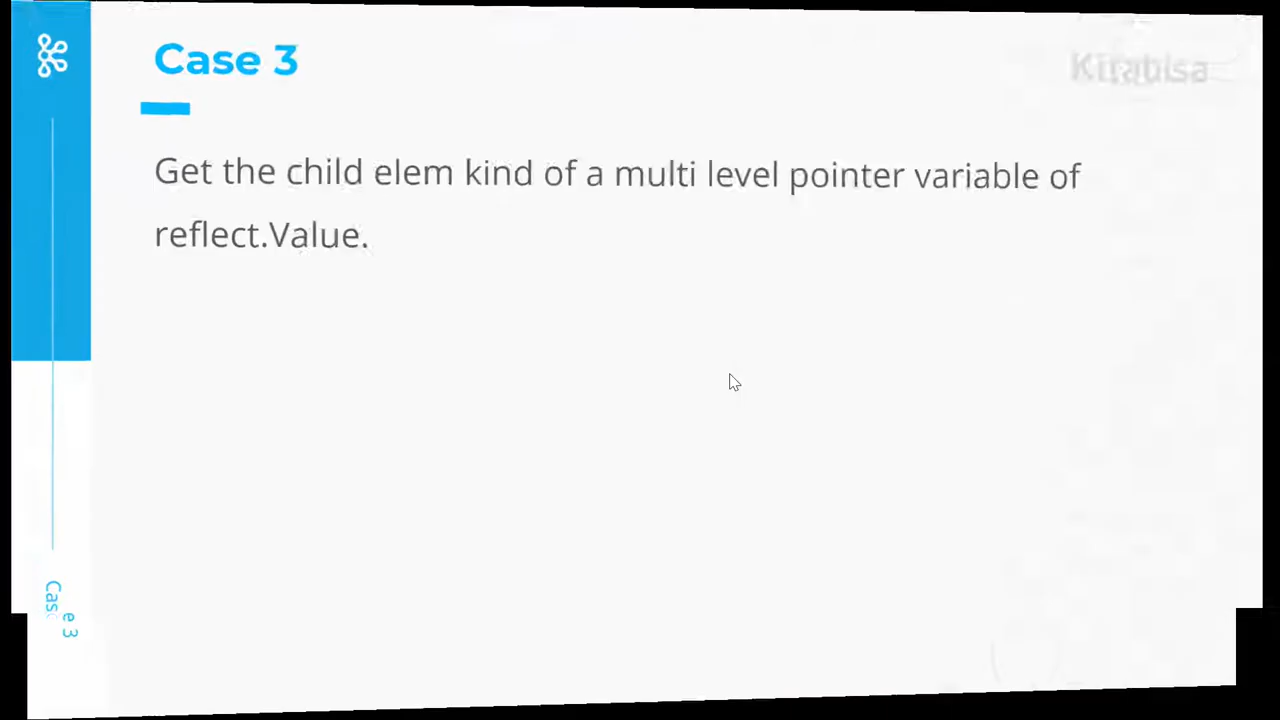 Case 3
Kitabisa
Get the child elem kind of a multi level pointer variable of
reflect.Value.
Case 3